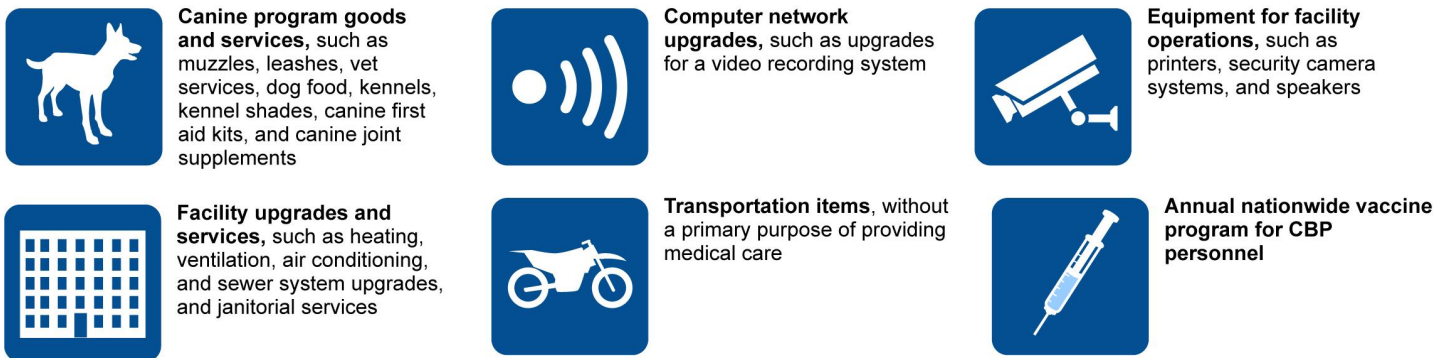 Canine program goods
and services, such as
muzzles, leashes, vet
services, dog food, kennels,
kennel shades, canine first
aid kits, and canine joint
supplements
Computer network
upgrades, such as upgrades
for a video recording system
Equipment for facility
operations, such as
printers, security camera
systems, and speakers
Facility upgrades and
services, such as heating,
ventilation, air conditioning,
and sewer system upgrades,
and janitorial services
Transportation items, without
a primary purpose of providing
medical care
Annual nationwide vaccine
program for CBP
personnel